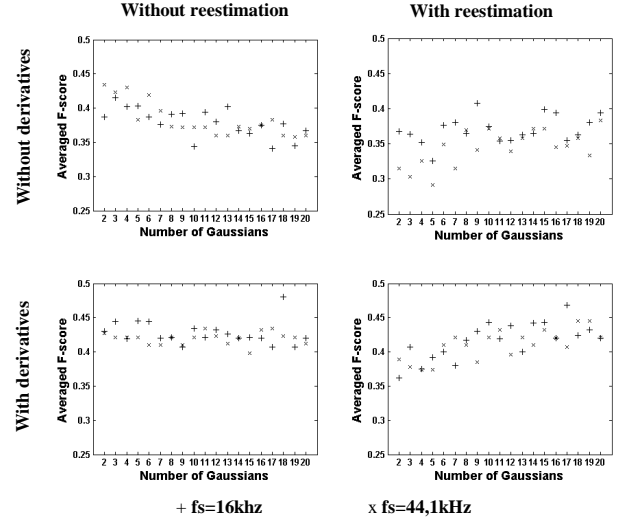 Without reestimation
With reestimation
Without derivatives
Averaged F-score
0.5
0.45
0.4
0.35
0.3
0.25
2 3 4 5 6 7 8 9 10 11 12 13 14 15 16 17 18 19 20
Number of Gaussians
Averaged F-score
0.5
0.45
0.4
0.35
0.3
0.25
2 3 4 5 6 7 8 9 10 11 12 13 14 15 16 17 18 19 20
Number of Gaussians
With derivatives
Averaged F-score
0.5
0.45
0.4
0.35
0.3
0.25
2 3 4 5 6 7 8 9 10 11 12 13 14 15 16 17 18 19 20
Number of Gaussians
Averaged F-score
0.5
0.45
0.4
0.35
0.3
0.25
2 3 4 5 6 7 8 9 10 11 12 13 14 15 16 17 18 19 20
Number of Gaussians
+ fs=16khz
x fs=44,1kHz